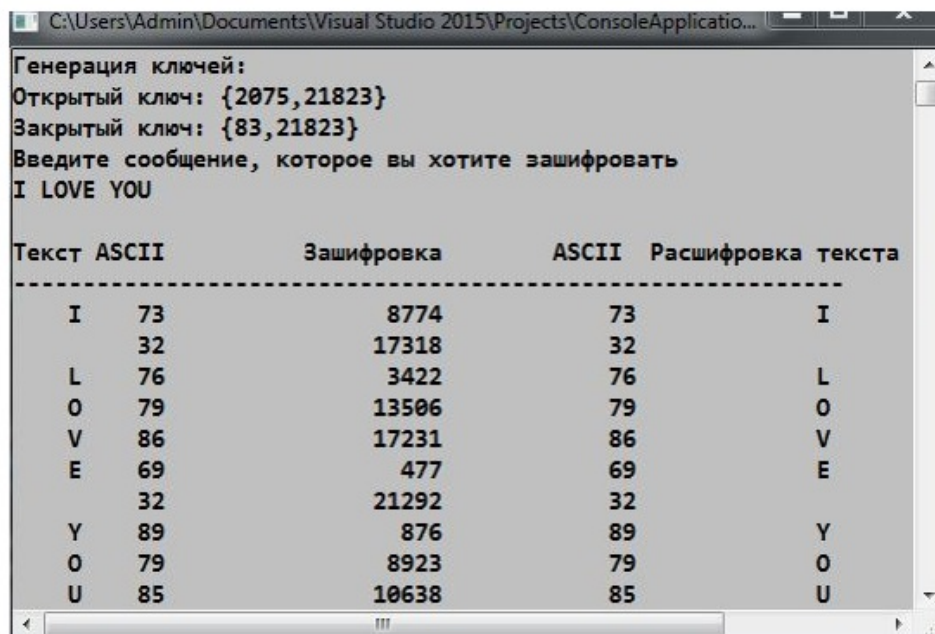 C:\Users\Admin\Documents\Visual Studio 2015\Projects\ConsoleApplicatio...
Генерация ключей:
Открытый ключ: {2075,21823}
Закрытый ключ: {83,21823}
Введите сообщение, которое вы хотите зашифровать
I LOVE YOU
Текст ASCII Зашифровка ASCII Расшифровка текста
---------------------------------------------------------------
I 73 8774 73 I
32 17318 32
L 76 3422 76 L
O 79 13506 79 O
V 86 17231 86 V
E 69 477 69 E
32 21292 32
Y 89 876 89 Y
O 79 8923 79 O
U 85 10638 85 U